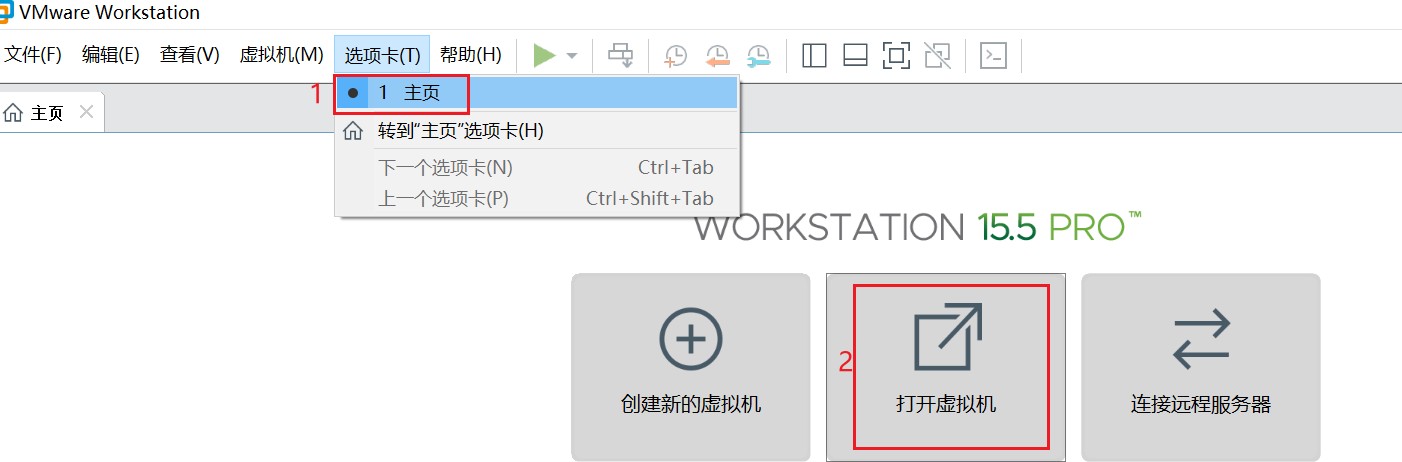 VMware Workstation
文件(F) 编辑(E) 查看(V) 虚拟机(M) 选项卡(T) 帮助(H)
1
1 主页
主页
转到“主页”选项卡(H)
下一个选项卡(N) Ctrl+Tab
上一个选项卡(P) Ctrl+Shift+Tab
WORKSTATION 15.5 PRO™
2
创建新的虚拟机 打开虚拟机 连接远程服务器